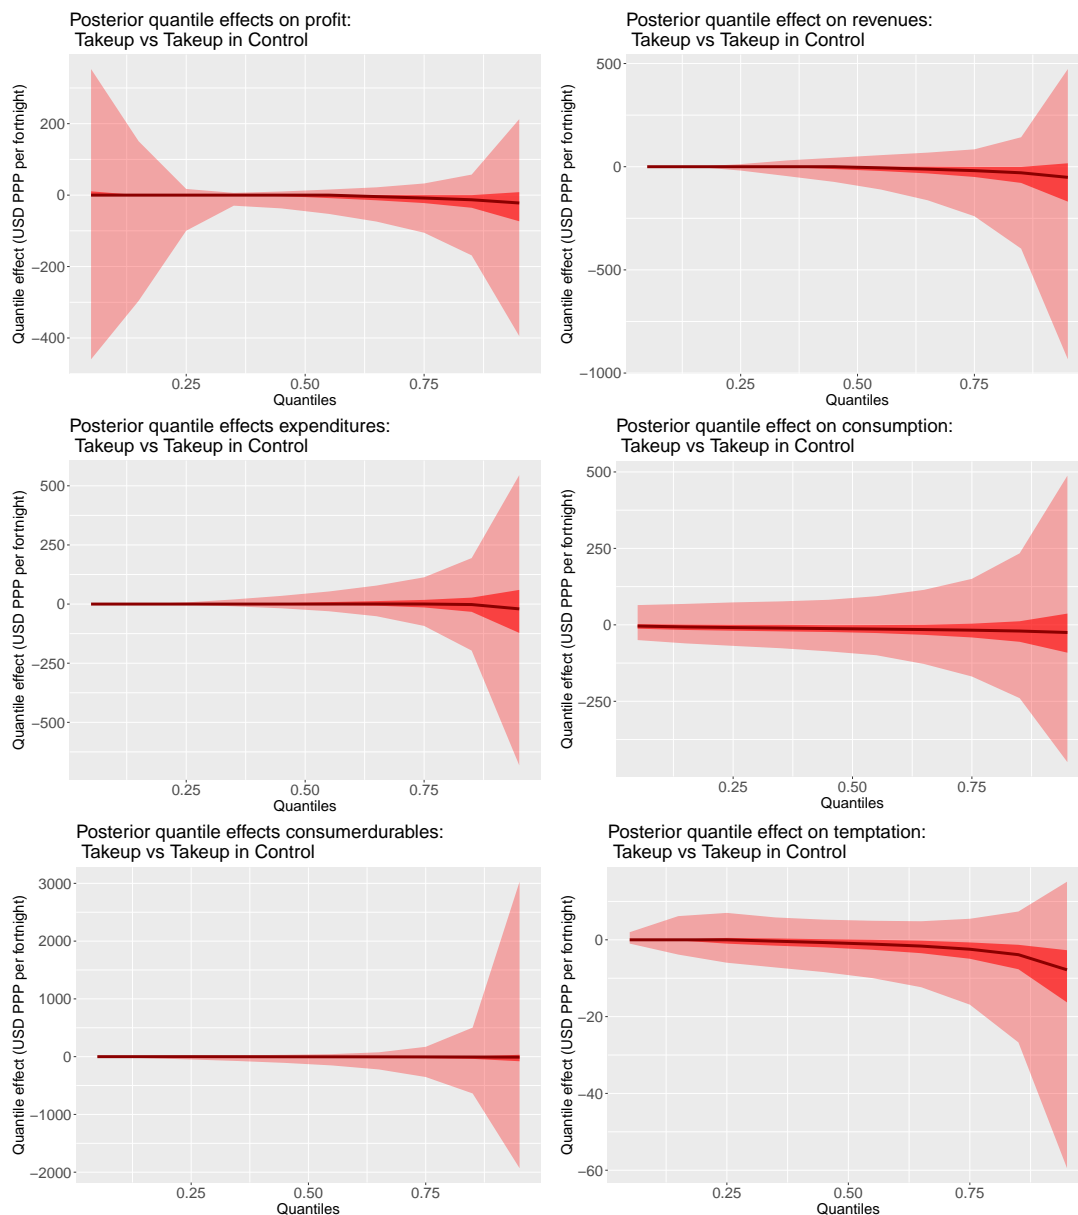 Posterior quantile effects on profit:
Takeup vs Takeup in Control
Quantile effect (USD PPP per fortnight)
200
0
−200
−400
0.25
0.50
0.75
Quantiles
Posterior quantile effect on revenues:
Takeup vs Takeup in Control
Quantile effect (USD PPP per fortnight)
500
0
−500
−1000
0.25
0.50
0.75
Quantiles
Posterior quantile effects expenditures:
Takeup vs Takeup in Control
Quantile effect (USD PPP per fortnight)
500
250
0
−250
−500
0.25
0.50
0.75
Quantiles
Posterior quantile effect on consumption:
Takeup vs Takeup in Control
Quantile effect (USD PPP per fortnight)
500
250
0
−250
0.25
0.50
0.75
Quantiles
Posterior quantile effects consumerdurables:
Takeup vs Takeup in Control
Quantile effect (USD PPP per fortnight)
3000
2000
1000
0
−1000
−2000
0.25
0.50
0.75
Quantiles
Posterior quantile effect on temptation:
Takeup vs Takeup in Control
Quantile effect (USD PPP per fortnight)
0
−20
−40
−60
0.25
0.50
0.75
Quantiles